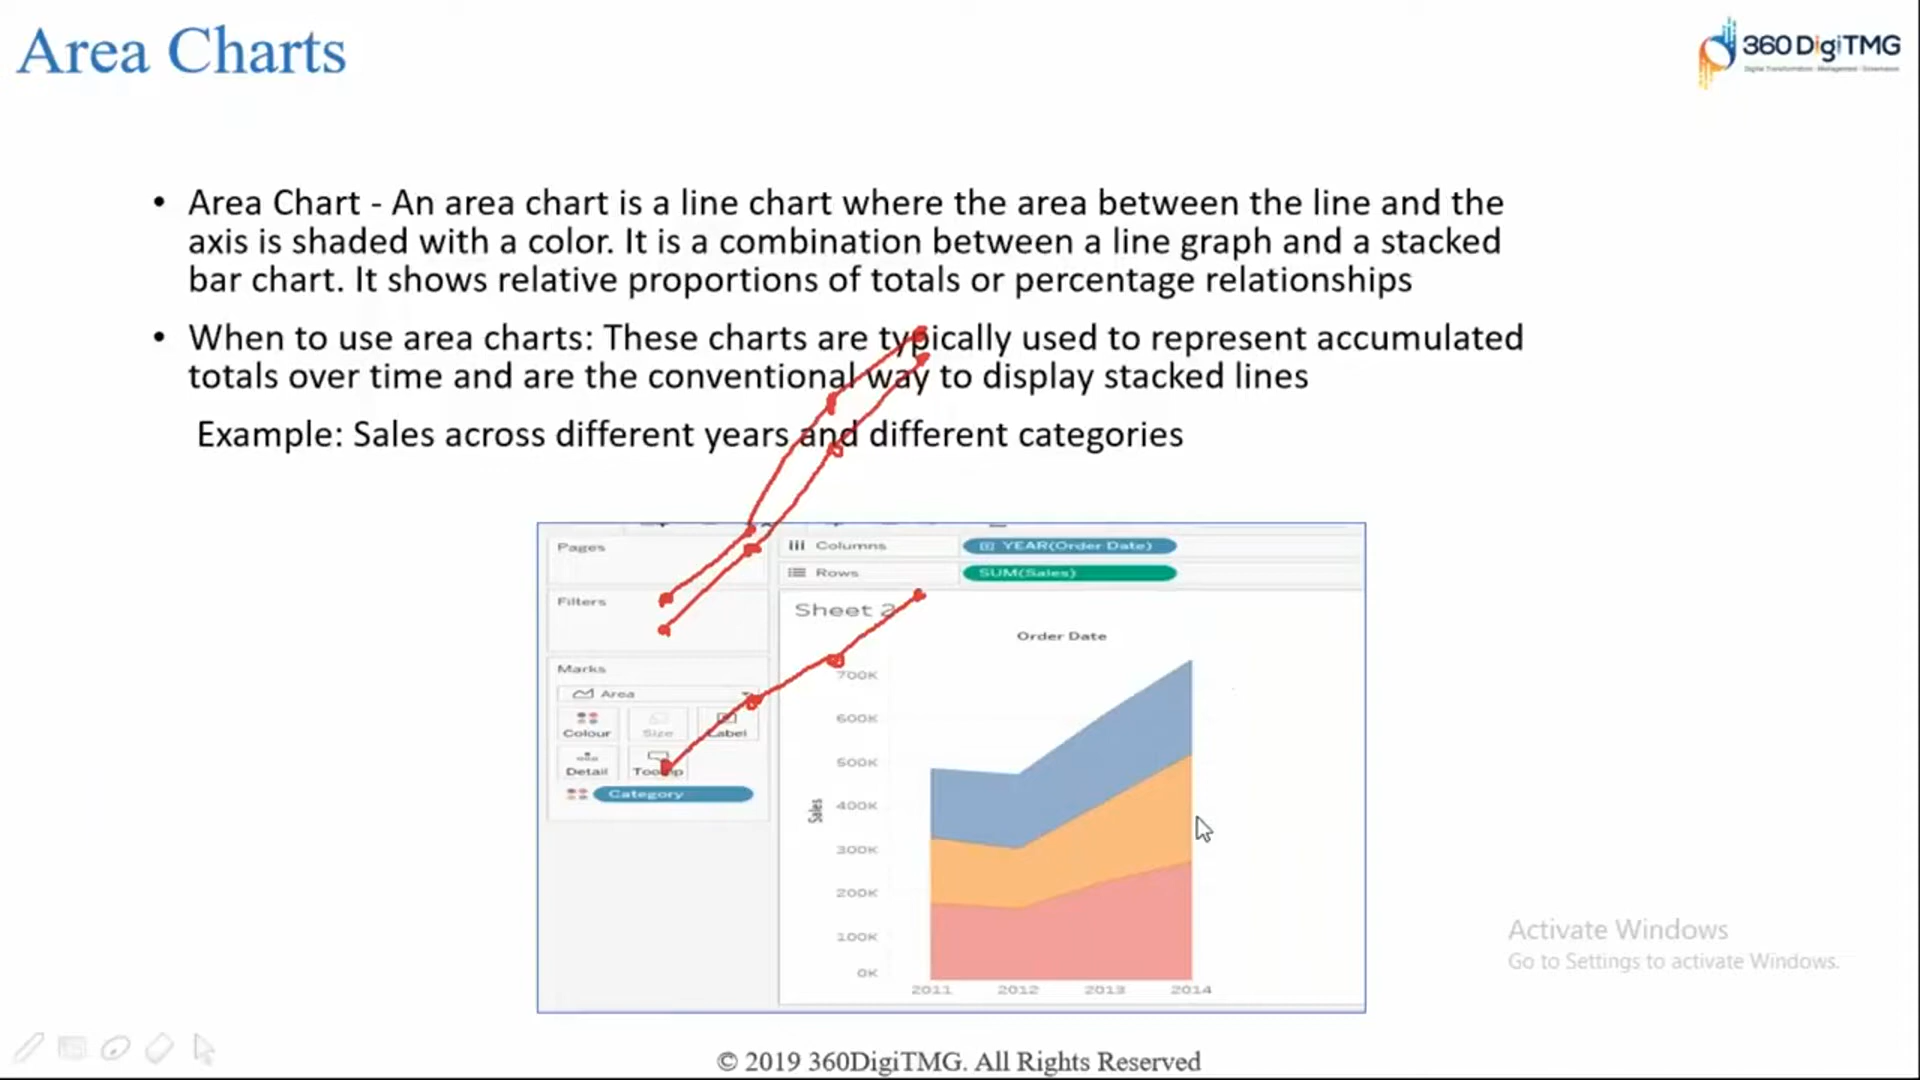 Area Charts
360DigiTMG
• Area Chart - An area chart is a line chart where the area between the line and the
axis is shaded with a color. It is a combination between a line graph and a stacked
bar chart. It shows relative proportions of totals or percentage relationships
• When to use area charts: These charts are typically used to represent accumulated
totals over time and are the conventional way to display stacked lines
Example: Sales across different years and different categories
Pages
Columns
YEAR(Order Date)
Rows
SUM(Sales)
Filters
Sheet 2
Order Date
Marks
Area
Colour
Size
Label
Detail
Tooltip
Category
Sales
700K
600K
500K
400K
300K
200K
100K
0K
2011 2012 2013 2014
Activate Windows
Go to Settings to activate Windows.
© 2019 360DigiTMG. All Rights Reserved